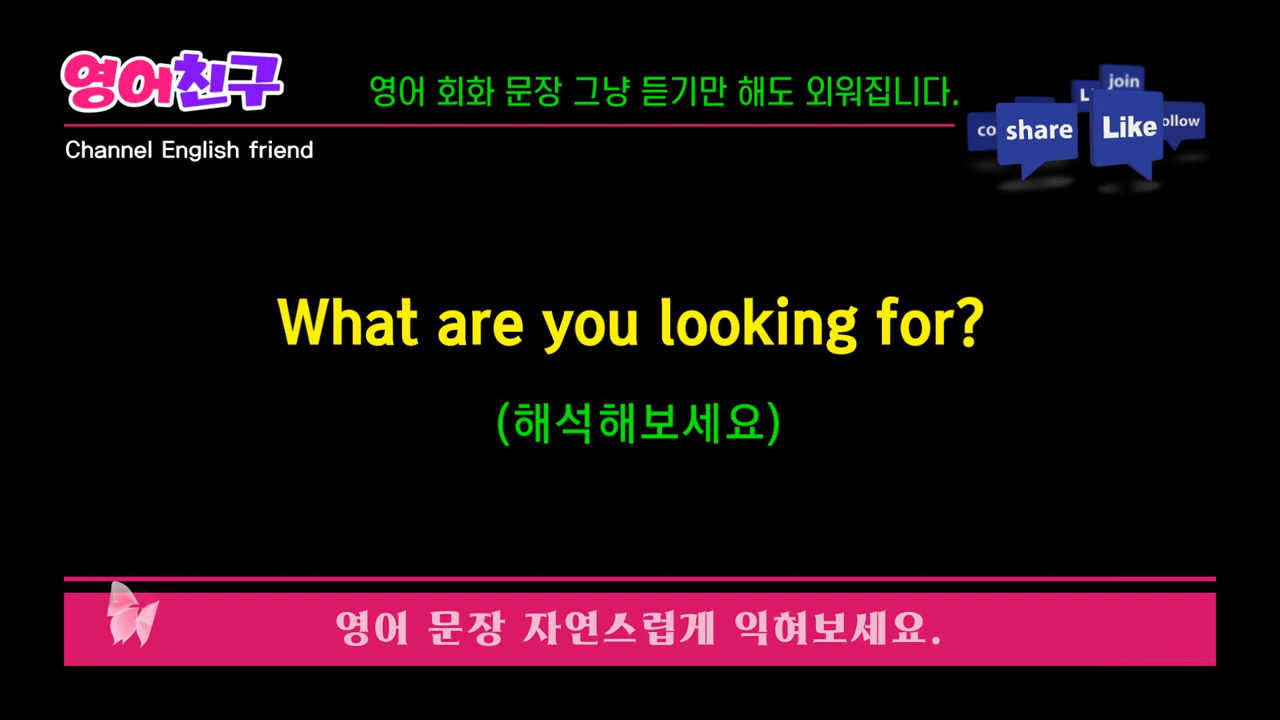 영어친구
영어 회화 문장 그냥 듣기만 해도 외워집니다.
Channel English friend
join
share
Like
What are you looking for?
(해석해보세요)
영어 문장 자연스럽게 익혀보세요.